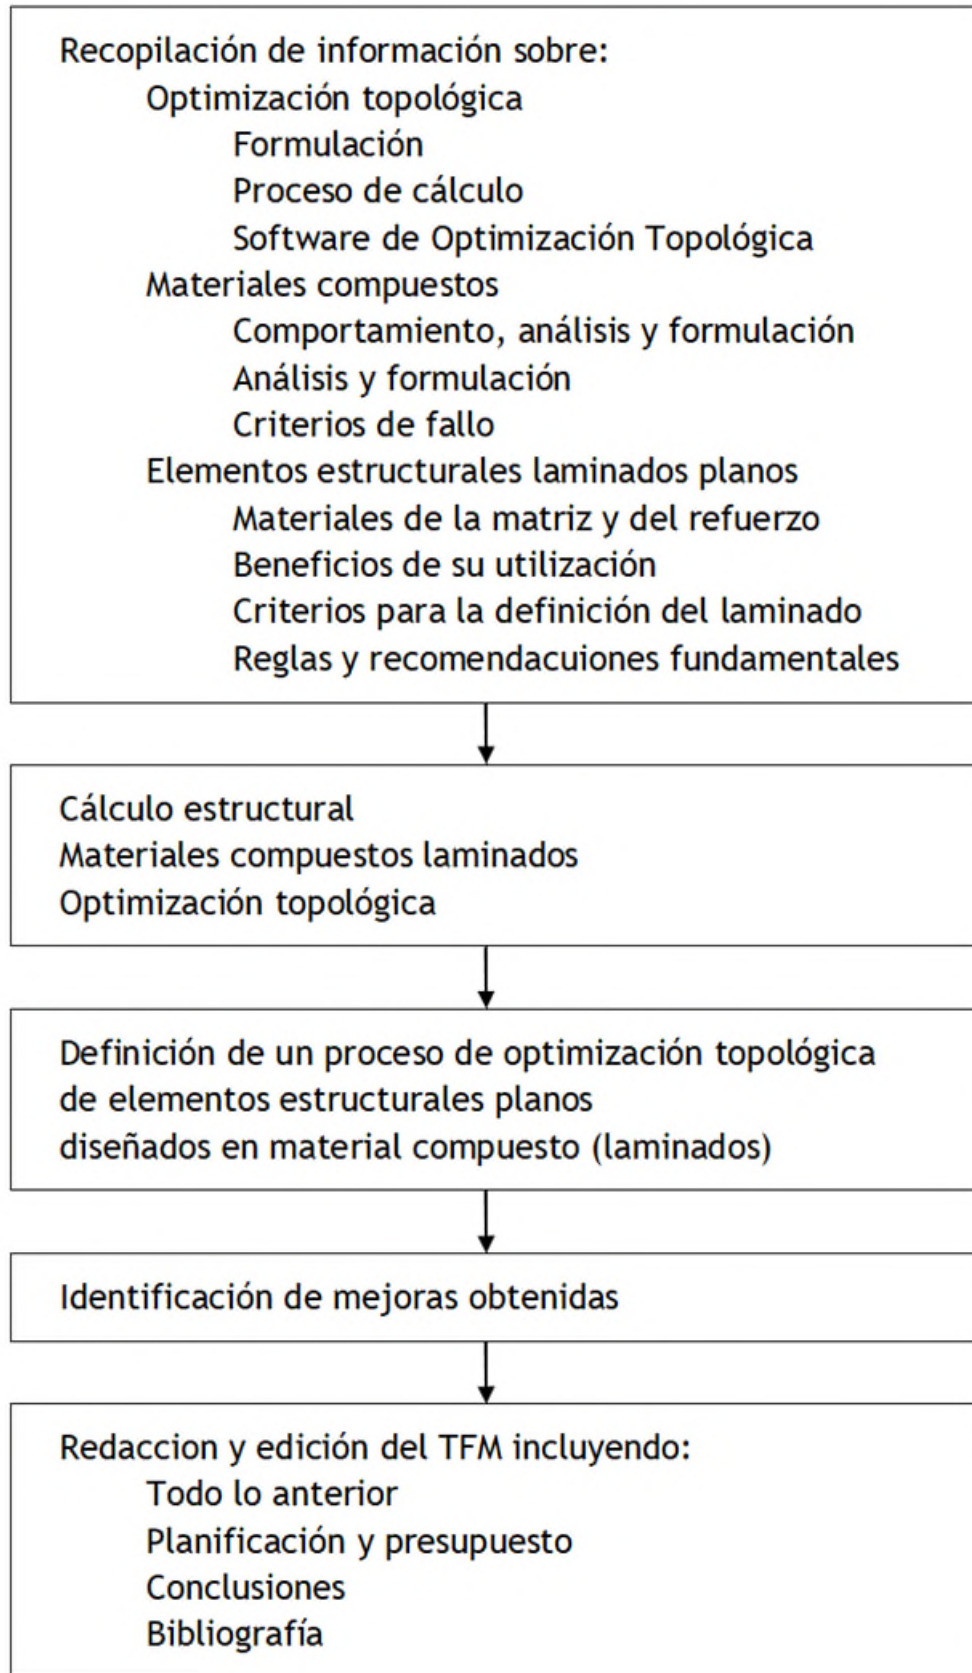 Recopilación de información sobre:
Optimización topológica
Formulación
Proceso de cálculo
Software de Optimización Topológica
Materiales compuestos
Comportamiento, análisis y formulación
Análisis y formulación
Criterios de fallo
Elementos estructurales laminados planos
Materiales de la matriz y del refuerzo
Beneficios de su utilización
Criterios para la definición del laminado
Reglas y recomendacuiones fundamentales
Cálculo estructural
Materiales compuestos laminados
Optimización topológica
Definición de un proceso de optimización topológica
de elementos estructurales planos
diseñados en material compuesto (laminados)
Identificación de mejoras obtenidas
Redaccion y edición del TFM incluyendo:
Todo lo anterior
Planificación y presupuesto
Conclusiones
Bibliografía